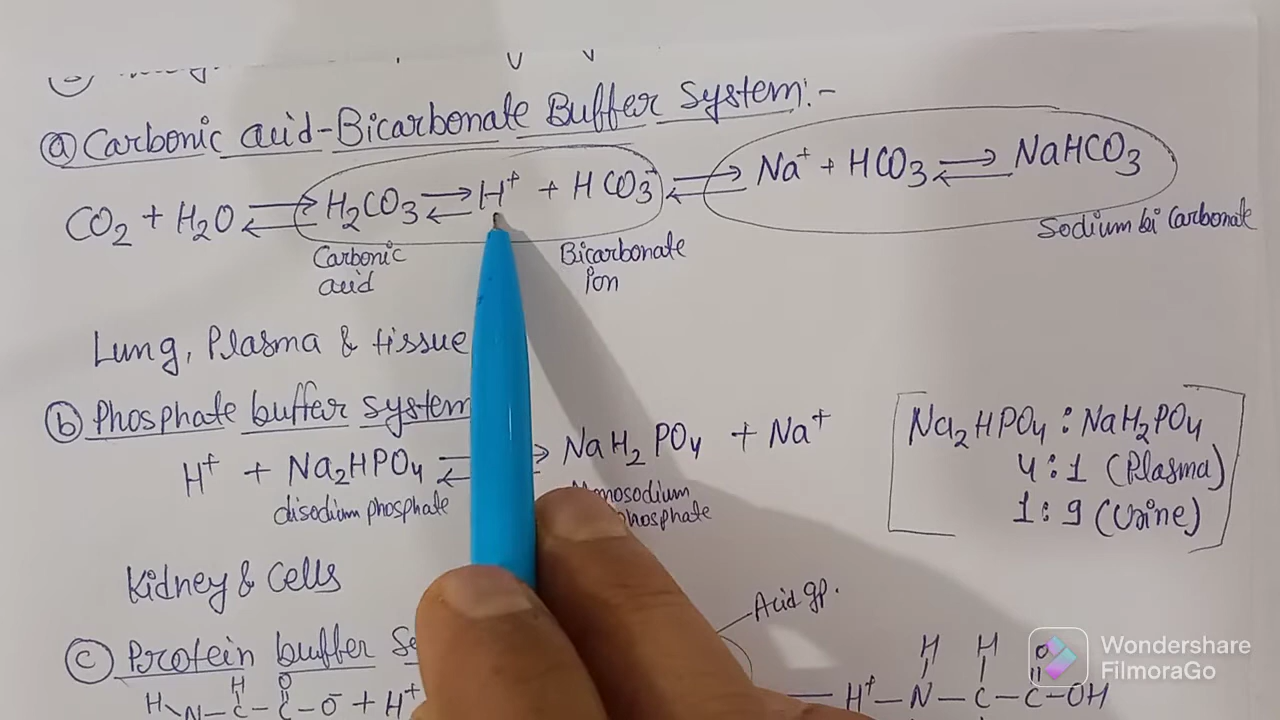 (a) Carbonic acid-Bicarbonate Buffer System:-
CO2 + H2O ⇌ H2CO3 ⇌ H+ + HCO3- ⇌ Na+ + HCO3 ⇌ NaHCO3
Carbonic acid
Bicarbonate ion
Sodium bi Carbonate
Lung, Plasma & tissue
(b) Phosphate buffer system
H+ + Na2HPO4 ⇌ NaH2PO4 + Na+
disodium phosphate
phosphate
Na2HPO4 : NaH2PO4
4:1 (Plasma)
1:9 (Urine)
Kidney & Cells
(c) Protein buffer
Acid gp.
H H O
H+ - N - C - C - OH
H O
H N - C - C - O- + H+
Wondershare
FilmoraGo